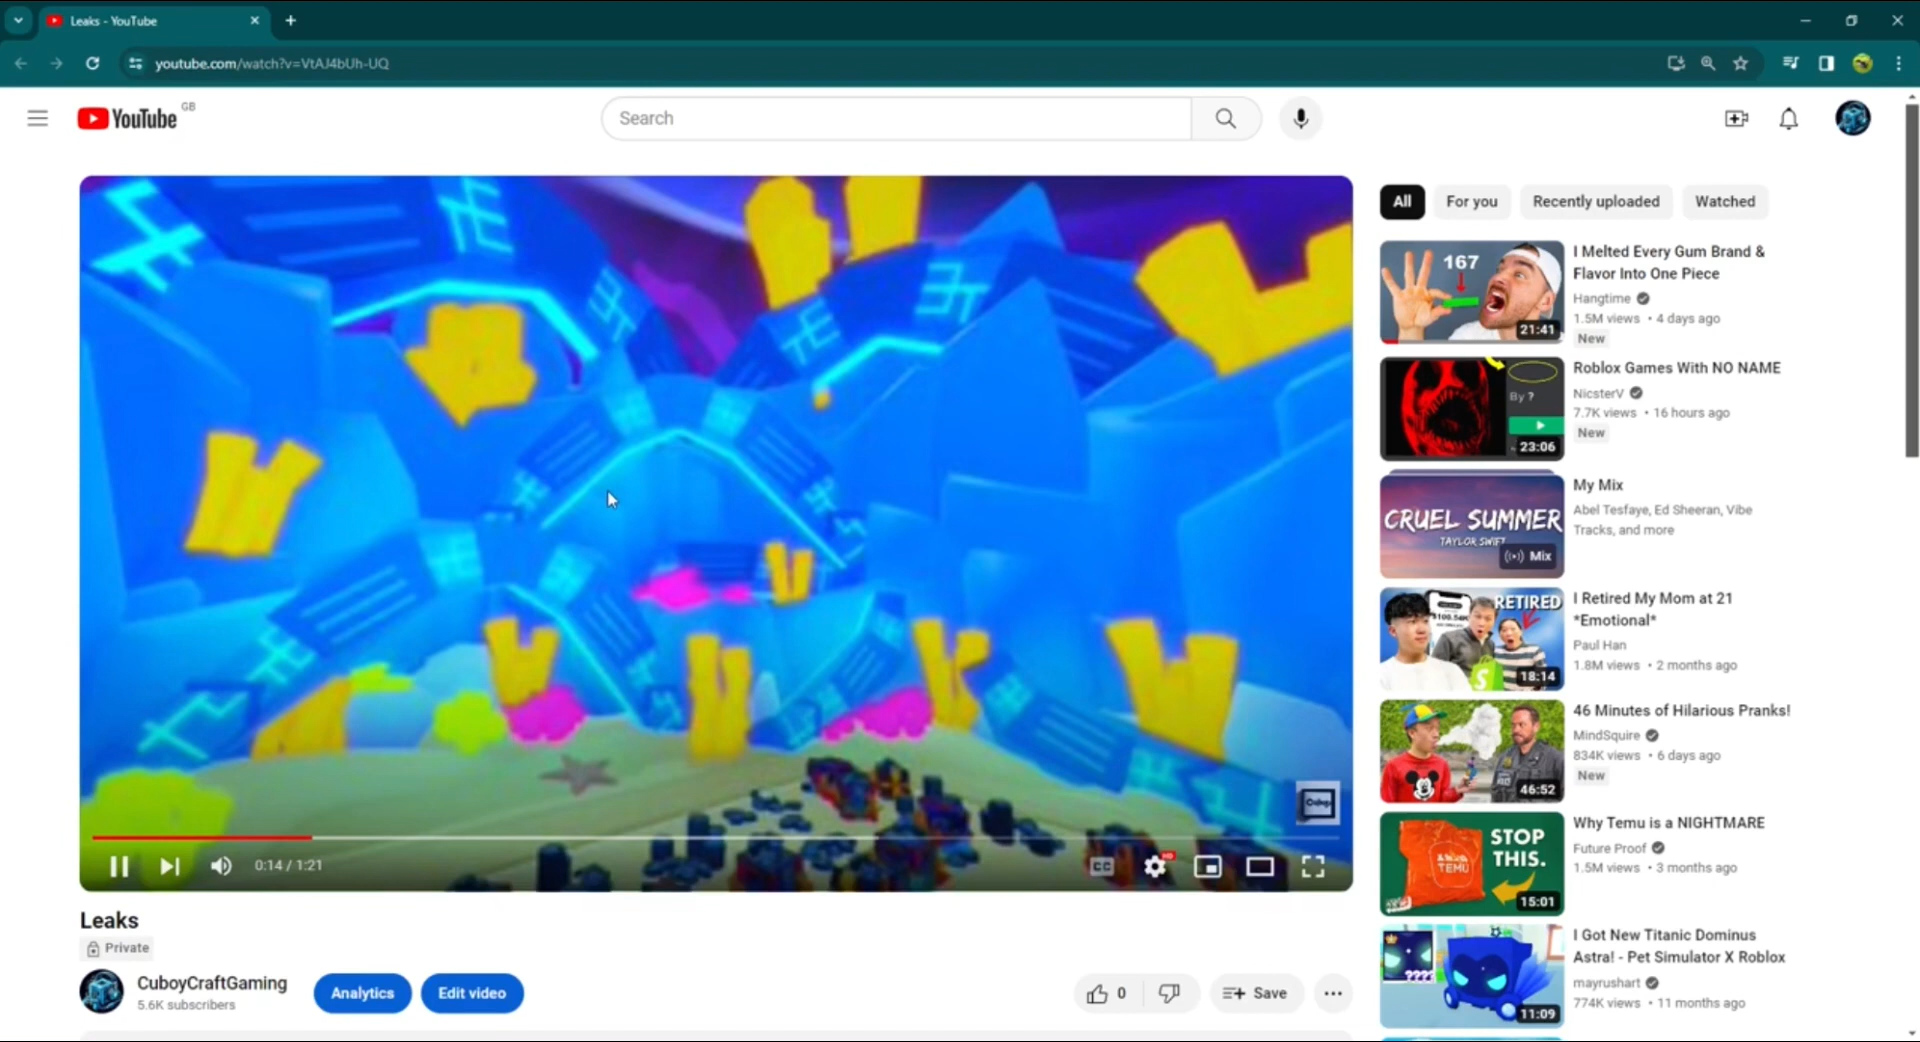 Leaks - YouTube
youtube.com/watch?v=VtAJ4bUh-UQ
YouTube GB
Search
All
For you
Recently uploaded
Watched
167
21:41
I Melted Every Gum Brand &
Flavor Into One Piece
Hangtime
1.5M views • 4 days ago
New
By ?
23:06
Roblox Games With NO NAME
NicsterV
7.7K views • 16 hours ago
New
CRUEL SUMMER
TAYLOR SWIFT
Mix
My Mix
Abel Tesfaye, Ed Sheeran, Vibe
Tracks, and more
RETIRED
18:14
I Retired My Mom at 21
*Emotional*
Paul Han
1.8M views • 2 months ago
46:52
46 Minutes of Hilarious Pranks!
MindSquire
834K views • 6 days ago
New
STOP
THIS.
TEMU
15:01
Why Temu is a NIGHTMARE
Future Proof
1.5M views • 3 months ago
????
11:09
I Got New Titanic Dominus
Astra! - Pet Simulator X Roblox
mayrushart
774K views • 11 months ago
0:14 / 1:21
CC
HD
Leaks
Private
CuboyCraftGaming
5.6K subscribers
Analytics
Edit video
0
Save